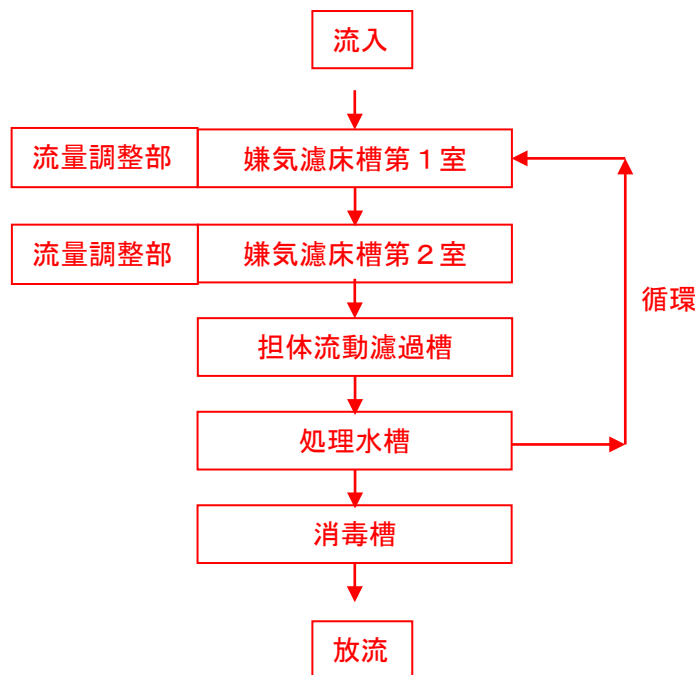 流入
流量調整部
嫌気濾床槽第１室
流量調整部
嫌気濾床槽第２室
循環
担体流動濾過槽
処理水槽
消毒槽
放流